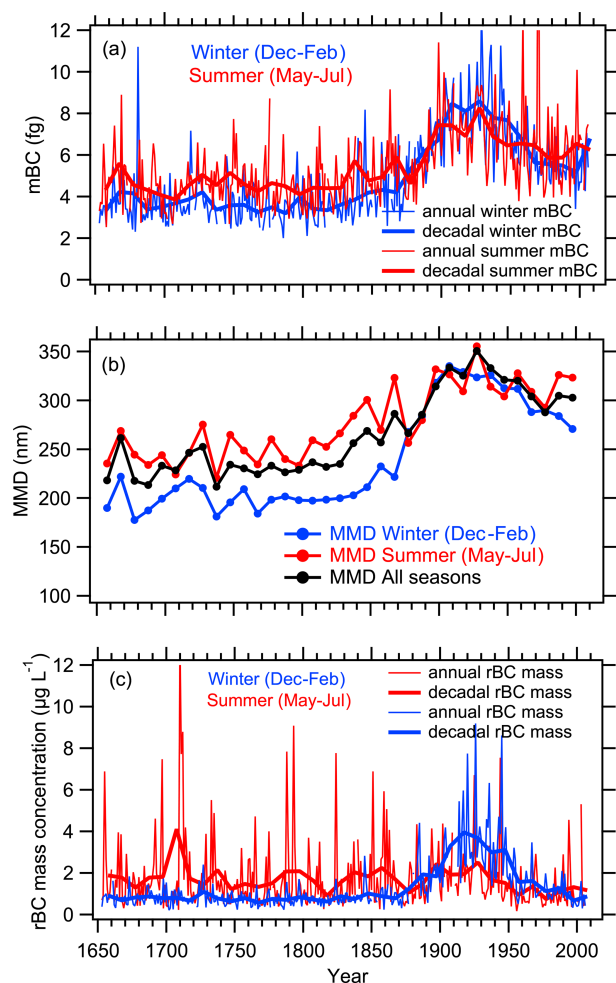 12
10
8
6
4
2
0
mBC (fg)
(a)
Winter (Dec-Feb)
Summer (May-Jul)
annual winter mBC
decadal winter mBC
annual summer mBC
decadal summer mBC
350
300
250
200
150
100
MMD (nm)
(b)
MMD Winter (Dec-Feb)
MMD Summer (May-Jul)
MMD All seasons
12
10
8
6
4
2
0
rBC mass concentration (µg L⁻¹)
(c)
Winter (Dec-Feb)
Summer (May-Jul)
annual rBC mass
decadal rBC mass
annual rBC mass
decadal rBC mass
1650 1700 1750 1800 1850 1900 1950 2000
Year